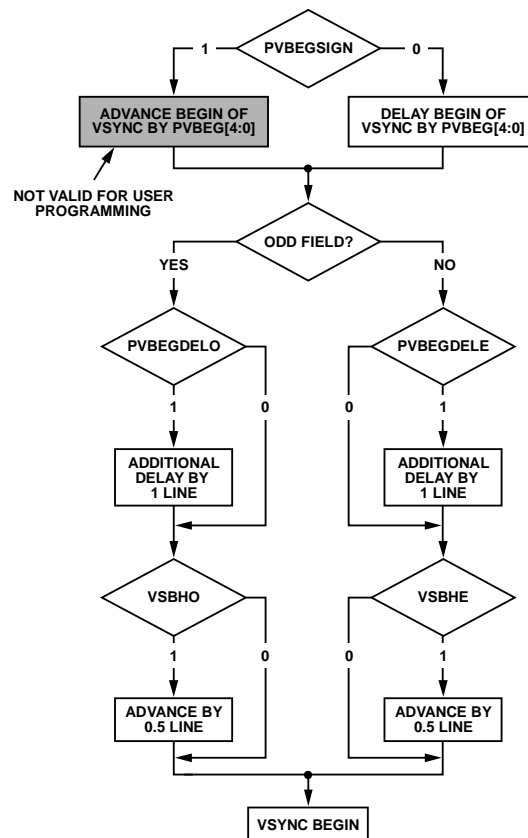 PVBEGSIGN
1
0
ADVANCE BEGIN OF
VSYNC BY PVBEG[4:0]
DELAY BEGIN OF
VSYNC BY PVBEG[4:0]
NOT VALID FOR USER
PROGRAMMING
ODD FIELD?
YES
NO
PVBEGDELO
PVBEGDELE
1
0
0
1
ADDITIONAL
DELAY BY
1 LINE
ADDITIONAL
DELAY BY
1 LINE
VSBHO
VSBHE
1
0
0
1
ADVANCE BY
0.5 LINE
ADVANCE BY
0.5 LINE
VSYNC BEGIN